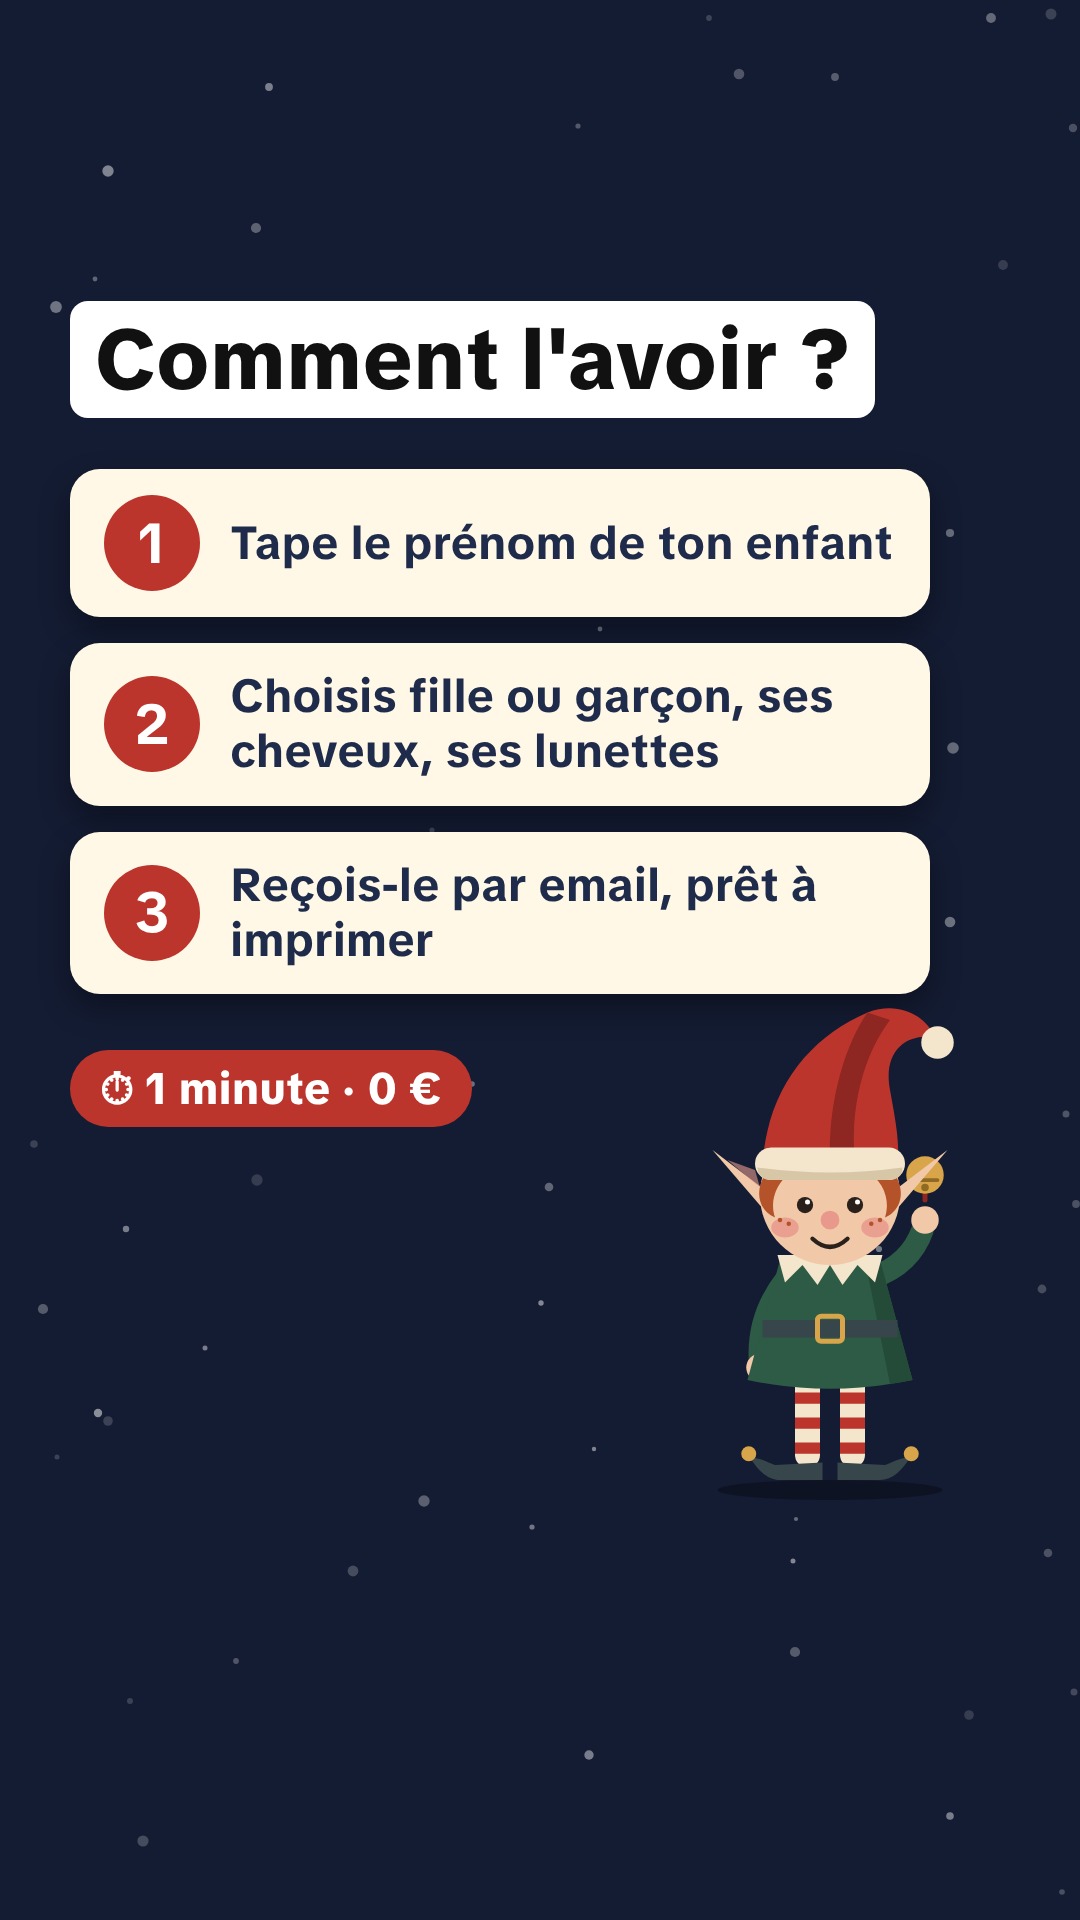 Comment l'avoir ?
1 Tape le prénom de ton enfant
2 Choisis fille ou garçon, ses
cheveux, ses lunettes
3 Reçois-le par email, prêt à
imprimer
⏱ 1 minute · 0 €